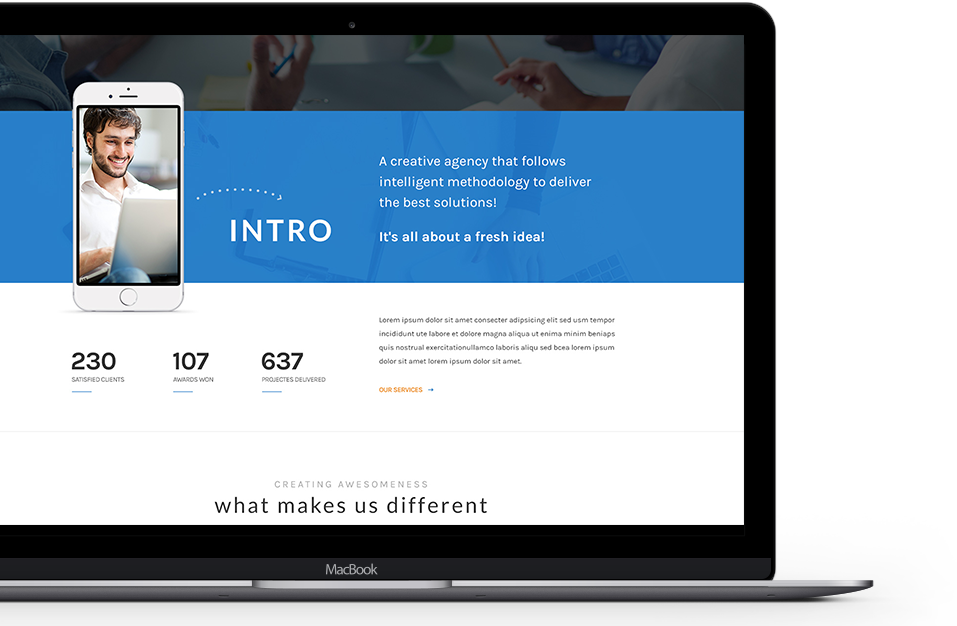 A creative agency that follows
intelligent methodology to deliver
the best solutions!
INTRO
It's all about a fresh idea!
Lorem ipsum dolor sit amet consecter adipsicing elit sed usm tempor
incididunt ute labore et dolore magna aliqua ut enima minim beniaps
quis nostrual exercitationullamco laboris aliqu sed bcea lorem ipsum
dolor sit amet lorem ipsum dolor sit amet.
230
SATISFIED CLIENTS
107
AWARDS WON
637
PROJECTES DELIVERED
OUR SERVICES
CREATING AWESOMENESS
what makes us different
MacBook